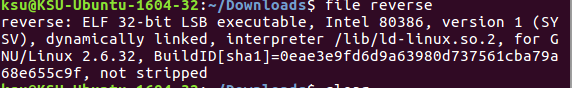 ksu@KSU-Ubuntu-1604-32:~/Downloads$ file reverse
reverse: ELF 32-bit LSB executable, Intel 80386, version 1 (SY
SV), dynamically linked, interpreter /lib/ld-linux.so.2, for G
NU/Linux 2.6.32, BuildID[sha1]=0eae3e9fd6d9a63980d737561cba79a
68e655c9f, not stripped